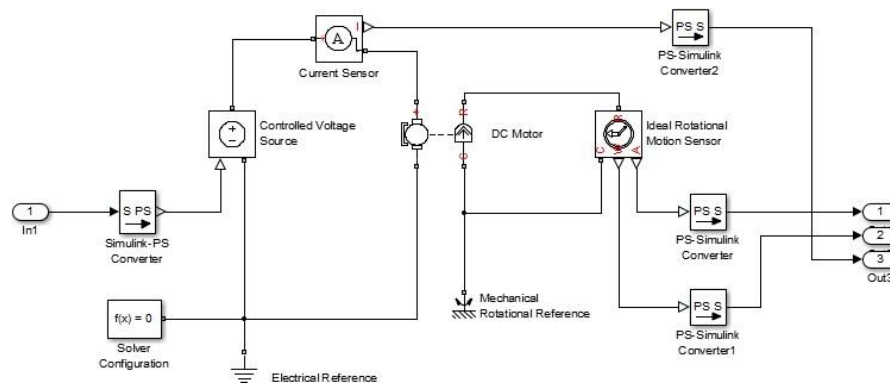 I
PS S
PS-Simulink
Converter2
+
A
Current Sensor
+
R
DC Motor
C
Controlled Voltage
Source
R
C
W
A
Ideal Rotational
Motion Sensor
1
In1
S PS
Simulink-PS
Converter
PS S
PS-Simulink
Converter
1
2
3
Out3
Mechanical
Rotational Reference
PS S
PS-Simulink
Converter1
f(x) = 0
Solver
Configuration
Electrical Reference